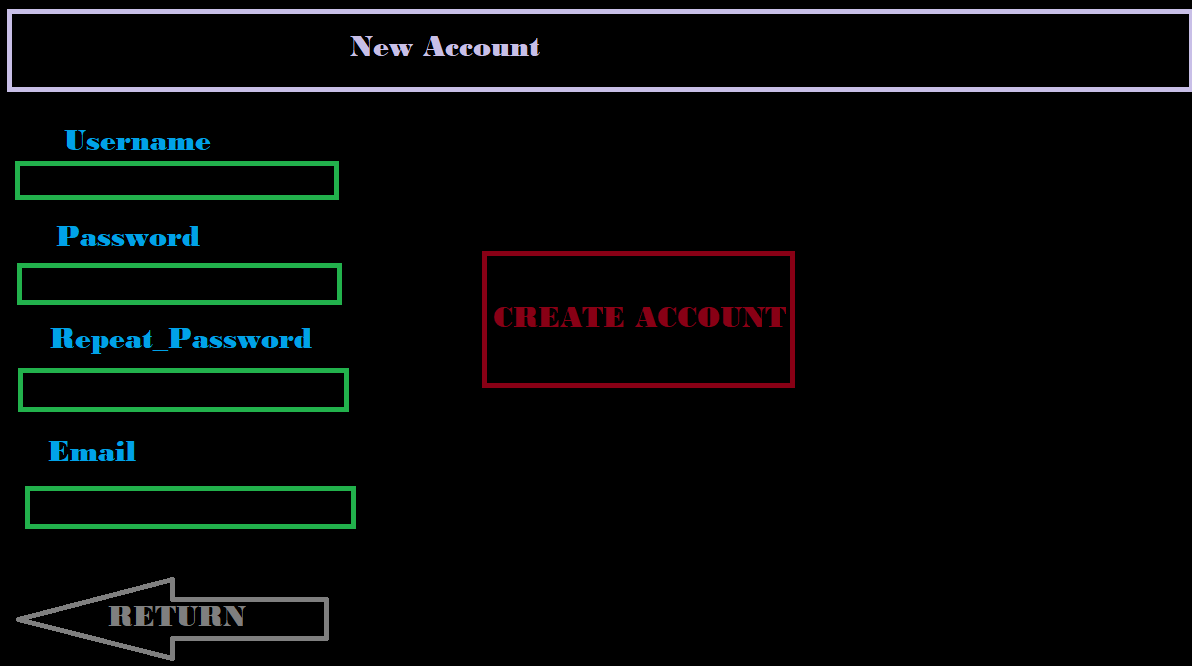 New Account
Username
Password
CREATE ACCOUNT
Repeat_Password
Email
RETURN